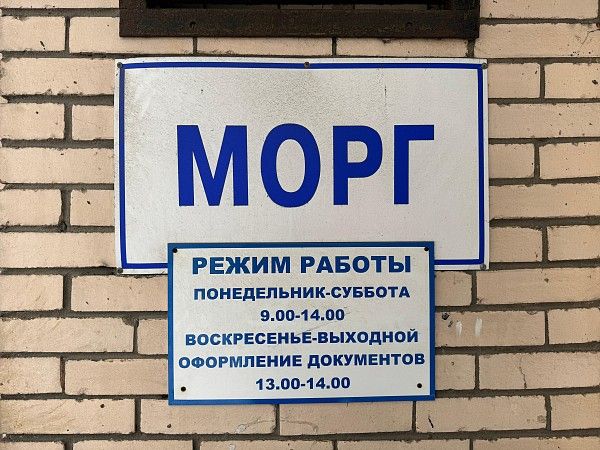 МОРГ
РЕЖИМ РАБОТЫ
ПОНЕДЕЛЬНИК-СУББОТА
9.00-14.00
ВОСКРЕСЕНЬЕ-ВЫХОДНОЙ
ОФОРМЛЕНИЕ ДОКУМЕНТОВ
13.00-14.00